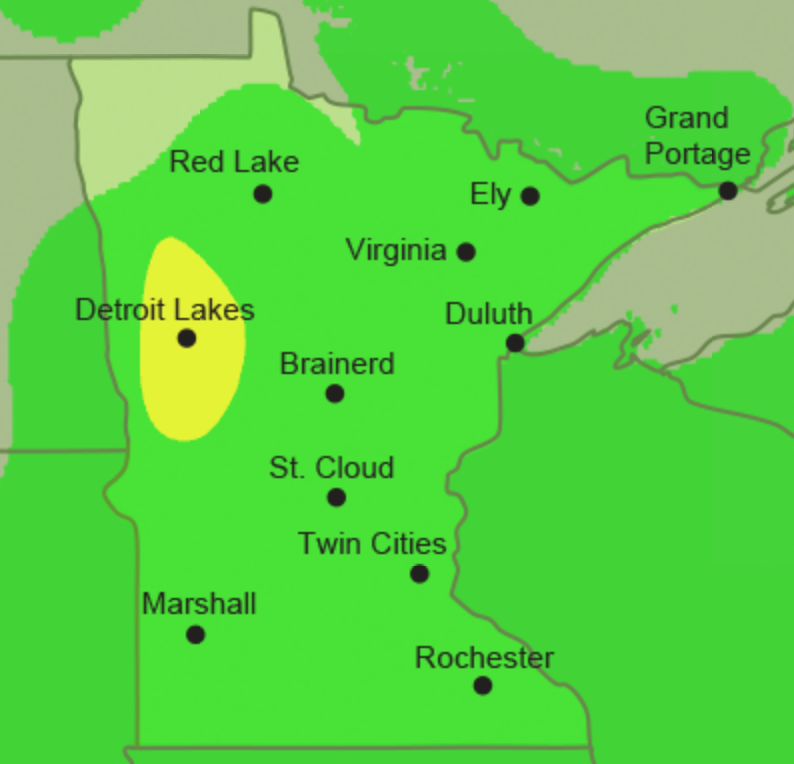 Grand
Portage
Red Lake
Ely
Virginia
Detroit Lakes
Duluth
Brainerd
St. Cloud
Twin Cities
Marshall
Rochester